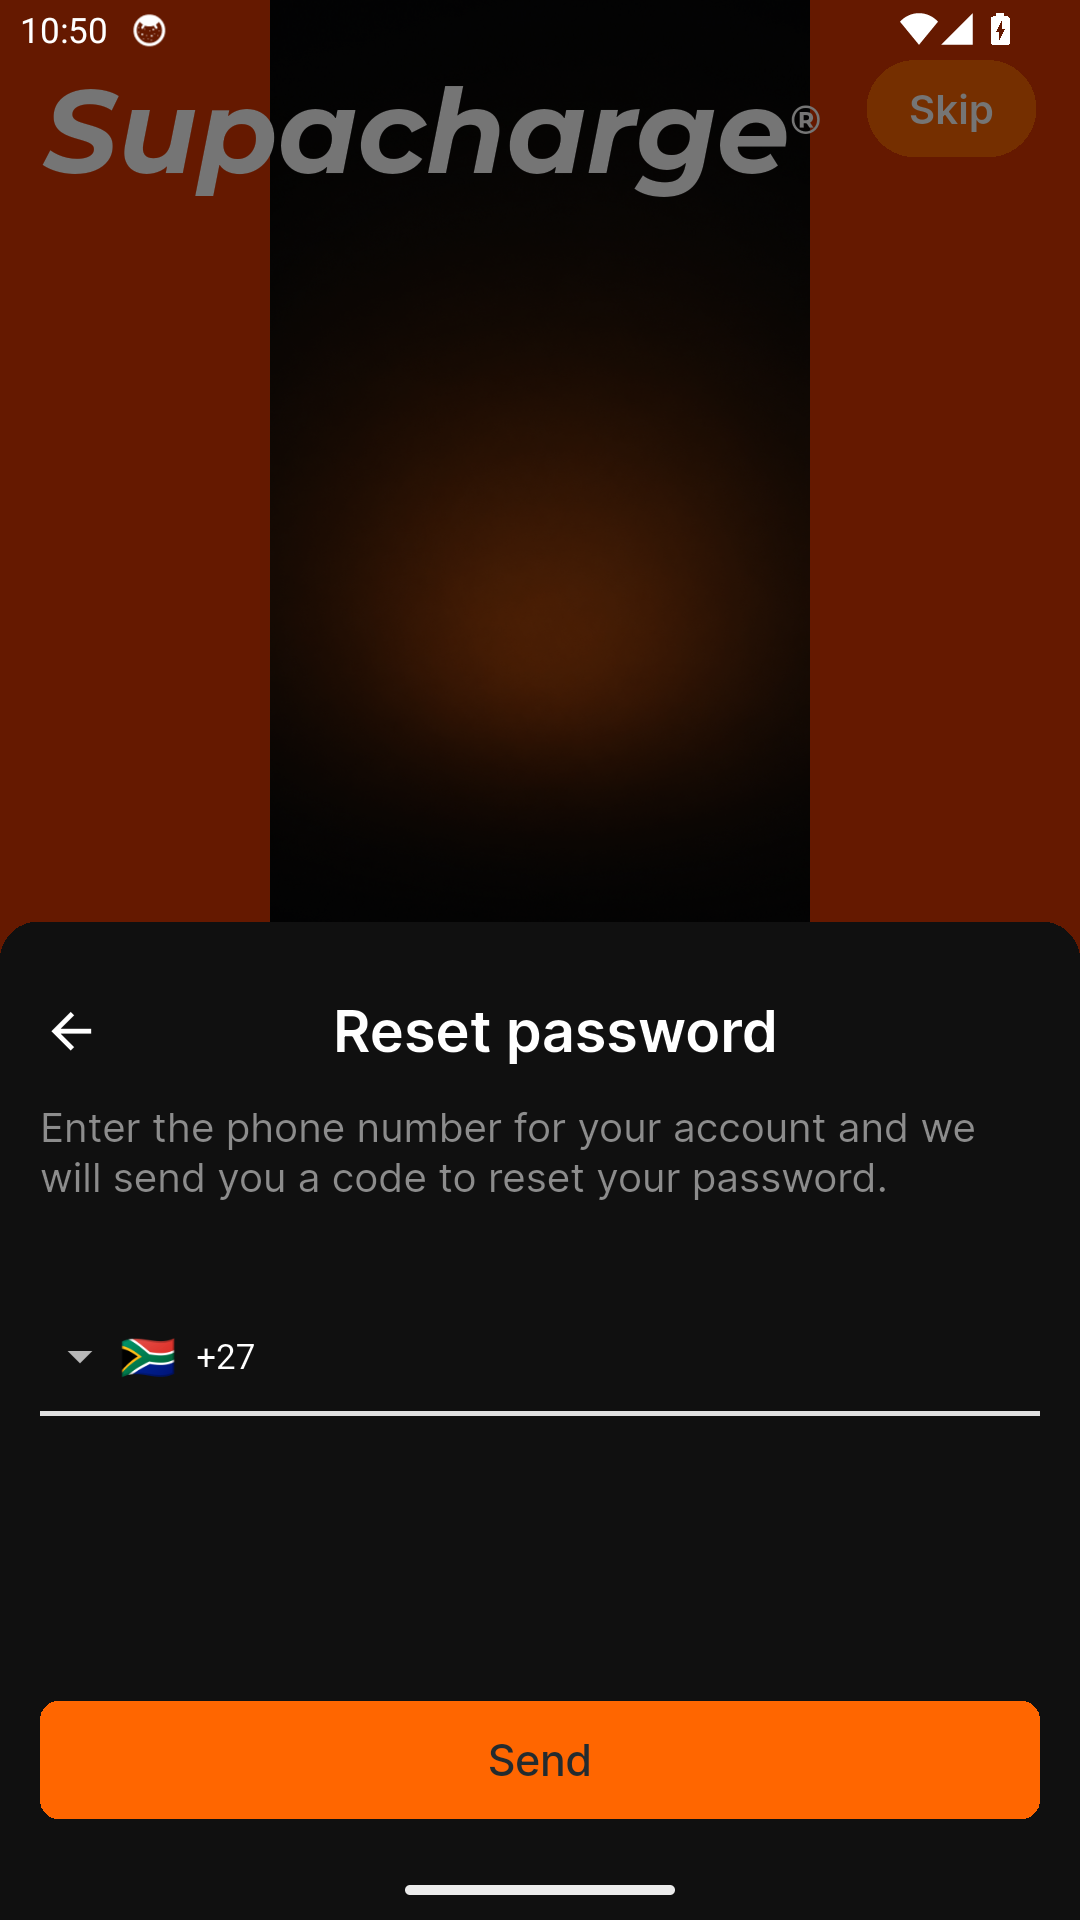 10:50
Supacharge®
Skip
Reset password
Enter the phone number for your account and we
will send you a code to reset your password.
+27
Send